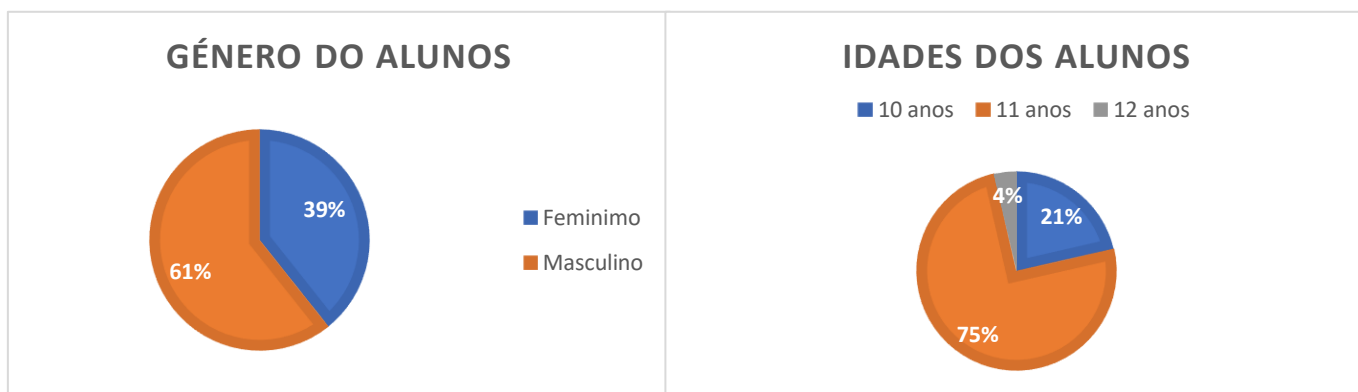 GÉNERO DO ALUNOS
39%
61%
Feminimo
Masculino
IDADES DOS ALUNOS
10 anos 11 anos 12 anos
4%
21%
75%